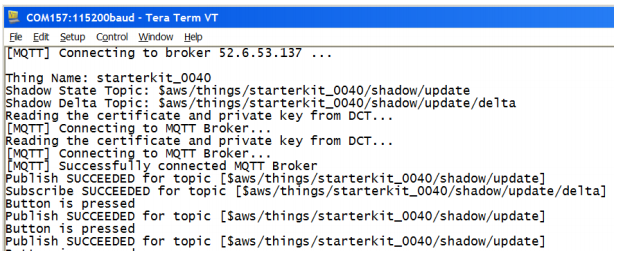 COM157:115200baud - Tera Term VT
File Edit Setup Control Window Help
[MQTT] Connecting to broker 52.6.53.137 ...
Thing Name: starterkit_0040
Shadow State Topic: $aws/things/starterkit_0040/shadow/update
Shadow Delta Topic: $aws/things/starterkit_0040/shadow/update/delta
Reading the certificate and private key from DCT...
[MQTT] Connecting to MQTT Broker...
Reading the certificate and private key from DCT...
[MQTT] Connecting to MQTT Broker...
[MQTT] Successfully connected MQTT Broker
Publish SUCCEEDED for topic [$aws/things/starterkit_0040/shadow/update]
Subscribe SUCCEEDED for topic [$aws/things/starterkit_0040/shadow/update/delta]
Button is pressed
Publish SUCCEEDED for topic [$aws/things/starterkit_0040/shadow/update]
Button is pressed
Publish SUCCEEDED for topic [$aws/things/starterkit_0040/shadow/update]